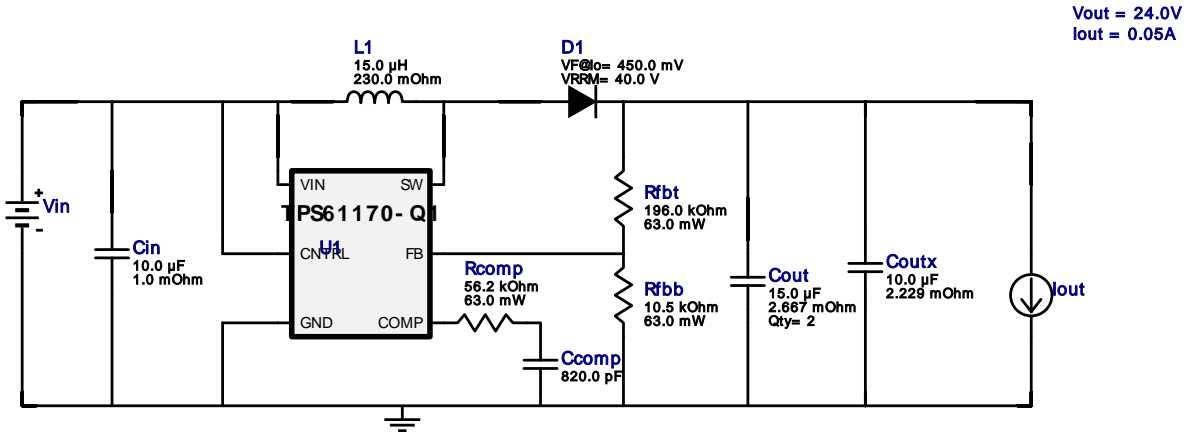 Vout = 24.0V
Iout = 0.05A
L1
15.0 µH
230.0 mOhm
D1
VF@Io= 450.0 mV
VRRM= 40.0 V
+
Vin
-
Cin
10.0 µF
1.0 mOhm
VIN
SW
TPS61170-Q1
U1
CNTRL
FB
GND
COMP
Rcomp
56.2 kOhm
63.0 mW
Ccomp
820.0 pF
Rfbt
196.0 kOhm
63.0 mW
Rfbb
10.5 kOhm
63.0 mW
Cout
15.0 µF
2.667 mOhm
Qty= 2
Coutx
10.0 µF
2.229 mOhm
Iout